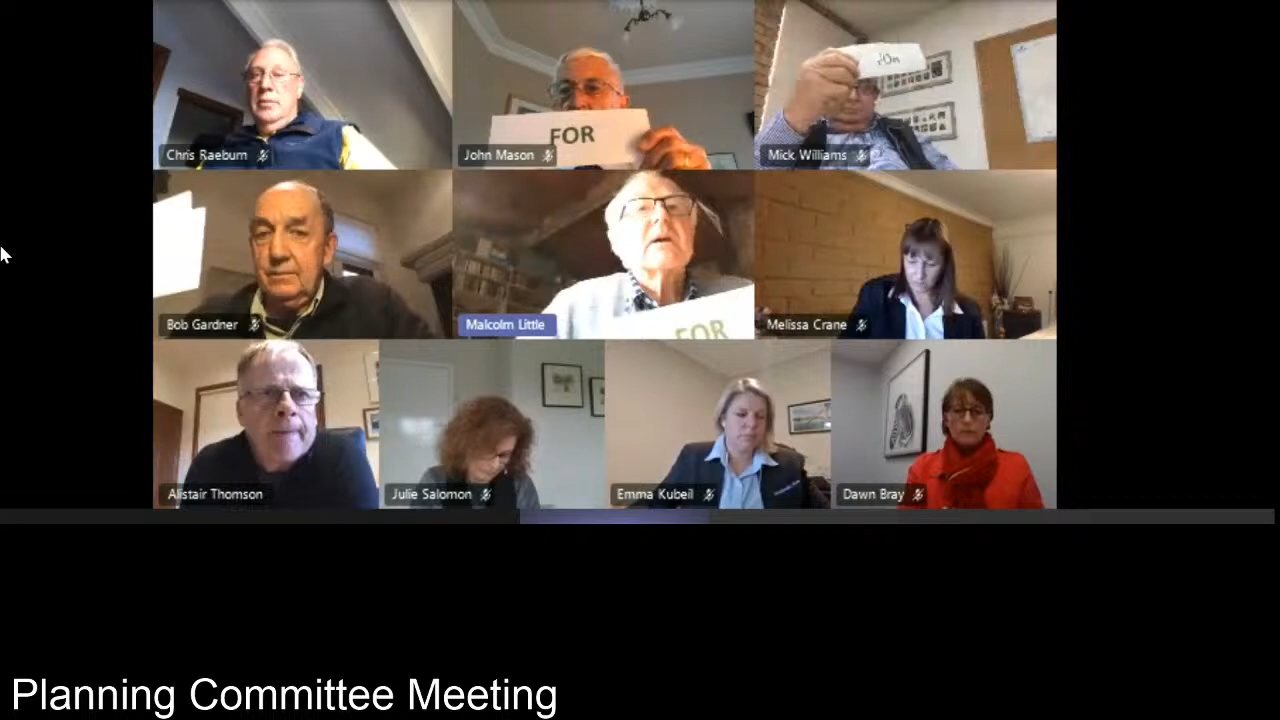 Chris Raeburn
FOR
John Mason
Mick Williams
Bob Gardner
FOR
Malcolm Little
Melissa Crane
Alistair Thomson
Julie Salomon
Emma Kubeil
Dawn Bray
Planning Committee Meeting